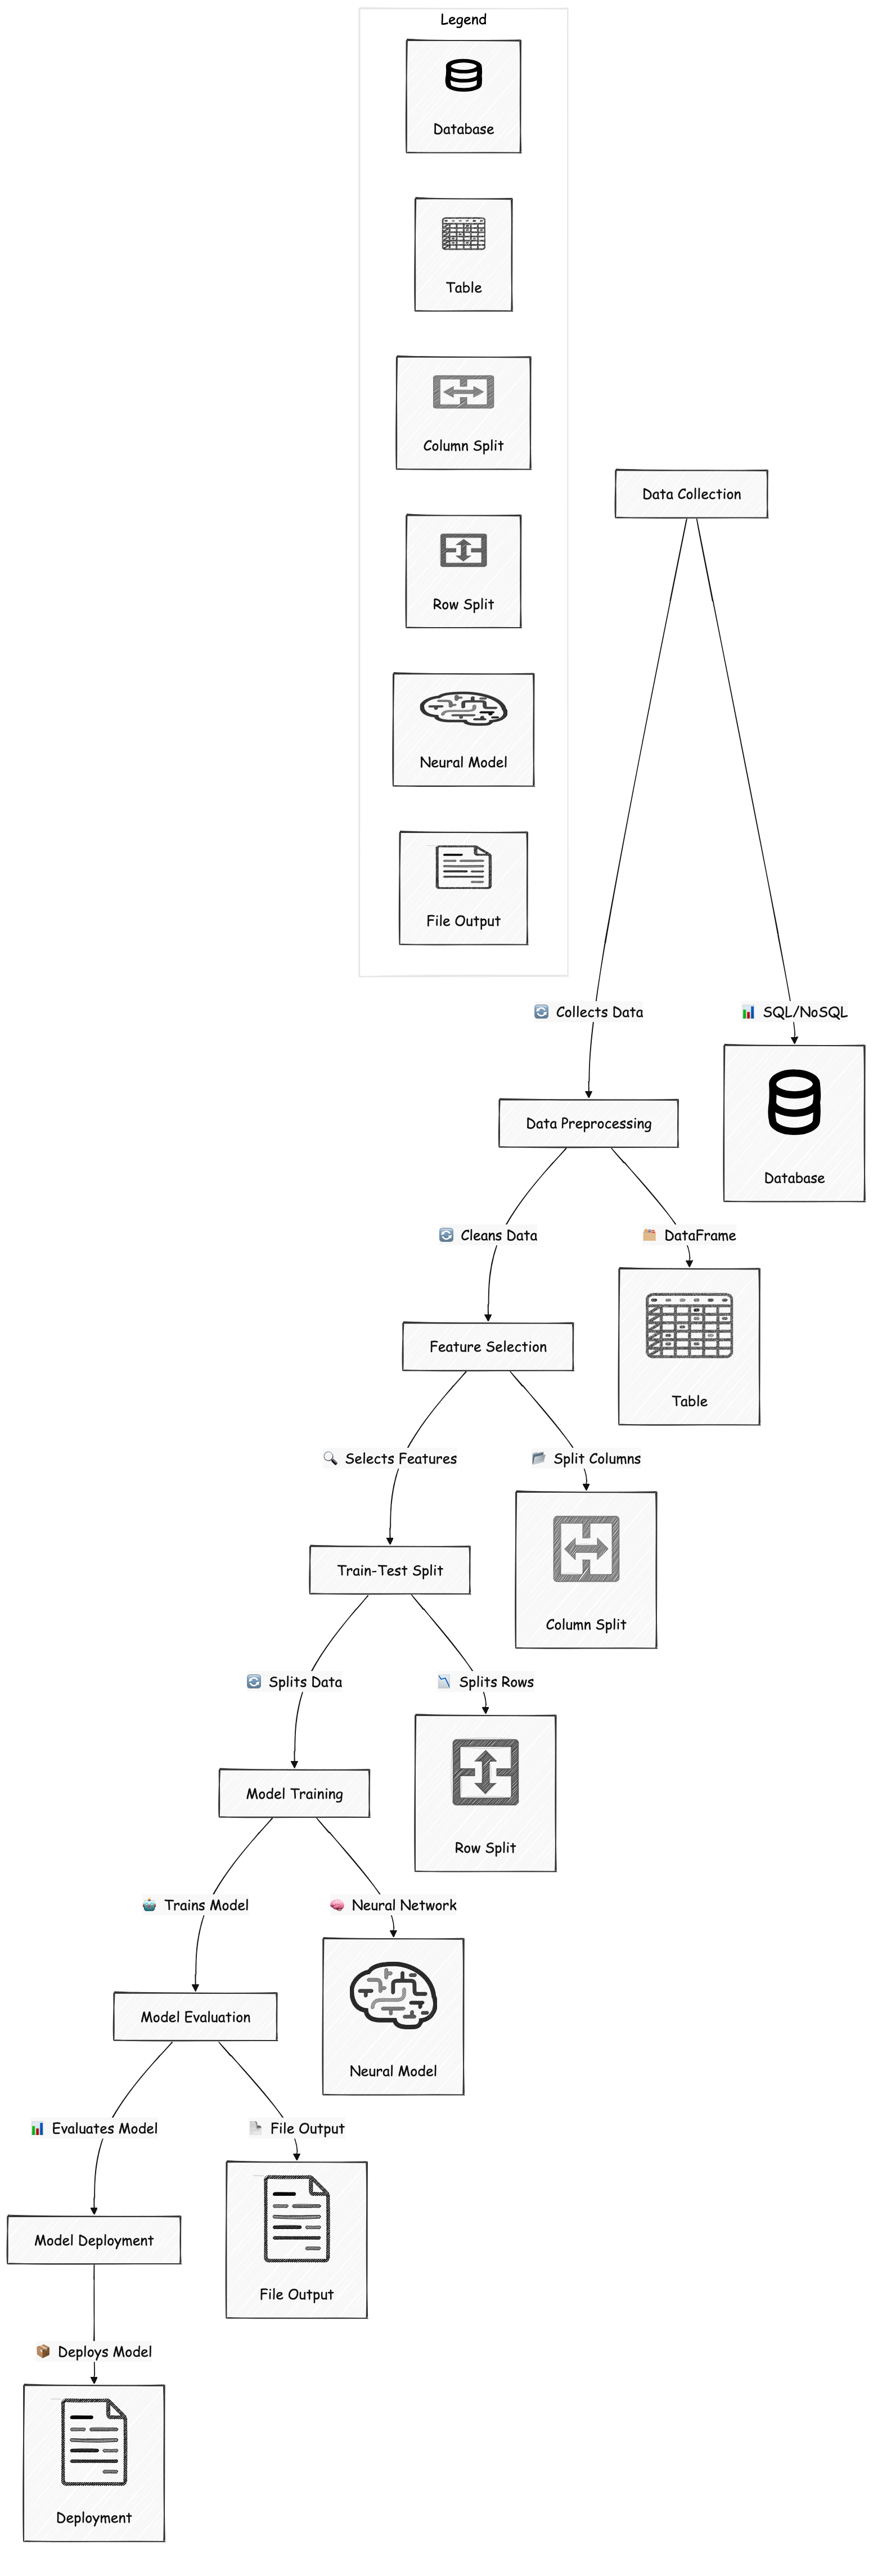 Legend
Database
Table
Column Split
Row Split
Neural Model
File Output
Data Collection
Collects Data
SQL/NoSQL
Data Preprocessing
Database
Cleans Data
DataFrame
Feature Selection
Table
Selects Features
Split Columns
Train-Test Split
Column Split
Splits Data
Splits Rows
Model Training
Row Split
Trains Model
Neural Network
Model Evaluation
Neural Model
Evaluates Model
File Output
Model Deployment
File Output
Deploys Model
Deployment